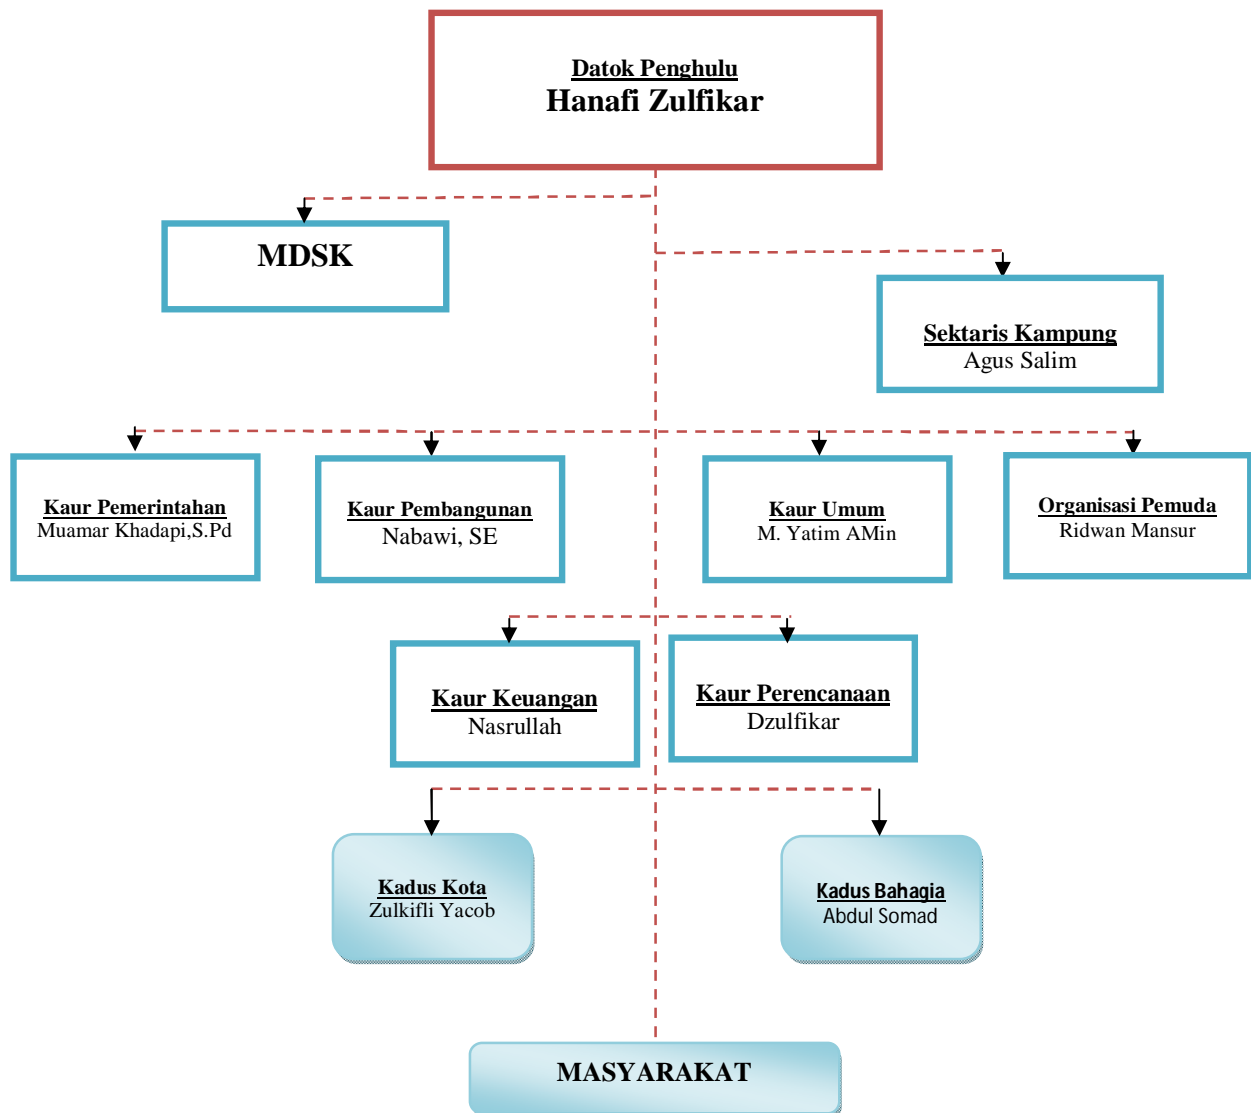 Datok Penghulu
Hanafi Zulfikar
MDSK
Sektaris Kampung
Agus Salim
Kaur Pemerintahan
Muamar Khadapi,S.Pd
Kaur Pembangunan
Nabawi, SE
Kaur Umum
M. Yatim AMin
Organisasi Pemuda
Ridwan Mansur
Kaur Keuangan
Nasrullah
Kaur Perencanaan
Dzulfikar
Kadus Kota
Zulkifli Yacob
Kadus Bahagia
Abdul Somad
MASYARAKAT